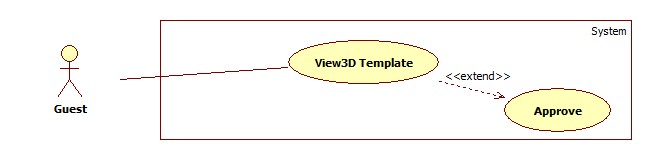 System
View3D Template
<<extend>>
Guest
Approve